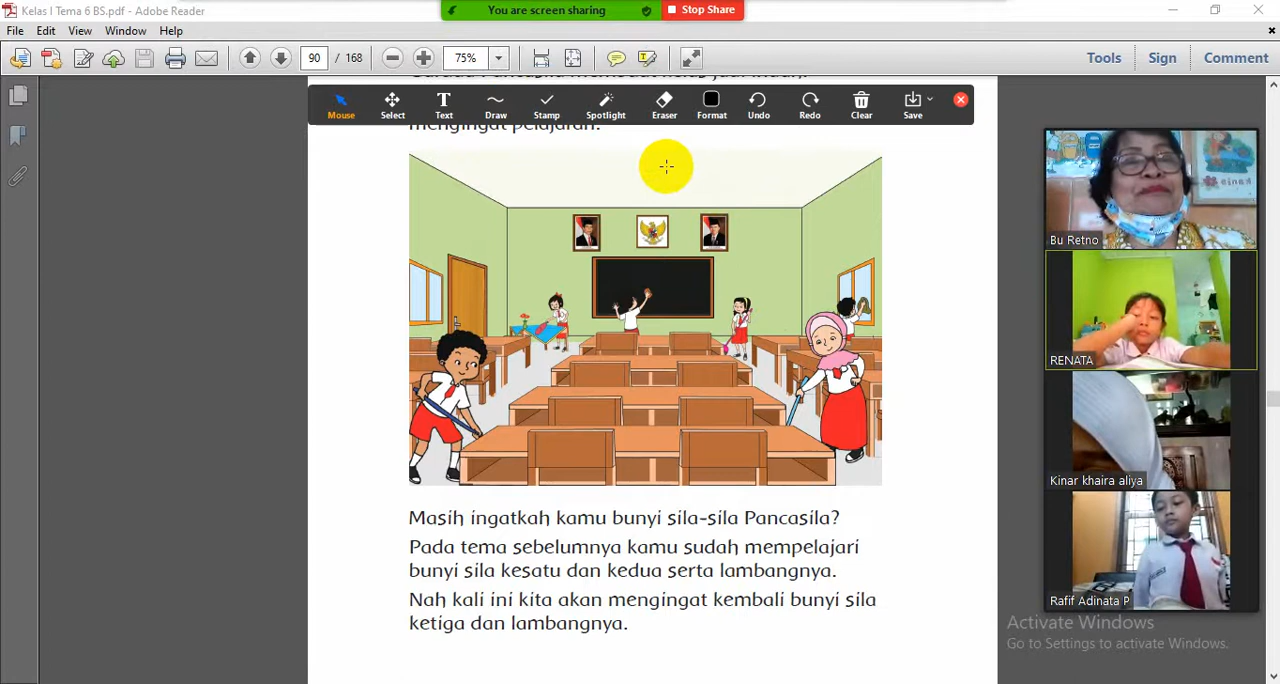 Kelas I Tema 6 BS.pdf - Adobe Reader
You are screen sharing
Stop Share
File Edit View Window Help
90 / 168
75%
Tools Sign Comment
Mouse Select Text Draw Stamp Spotlight Eraser Format Undo Redo Clear Save
mengingat pelajaran.
Masih ingatkah kamu bunyi sila-sila Pancasila?
Pada tema sebelumnya kamu sudah mempelajari
bunyi sila kesatu dan kedua serta lambangnya.
Nah kali ini kita akan mengingat kembali bunyi sila
ketiga dan lambangnya.
Bu Retno
RENATA
Kinar khaira aliya
Rafif Adinata P
Activate Windows
Go to Settings to activate Windows.